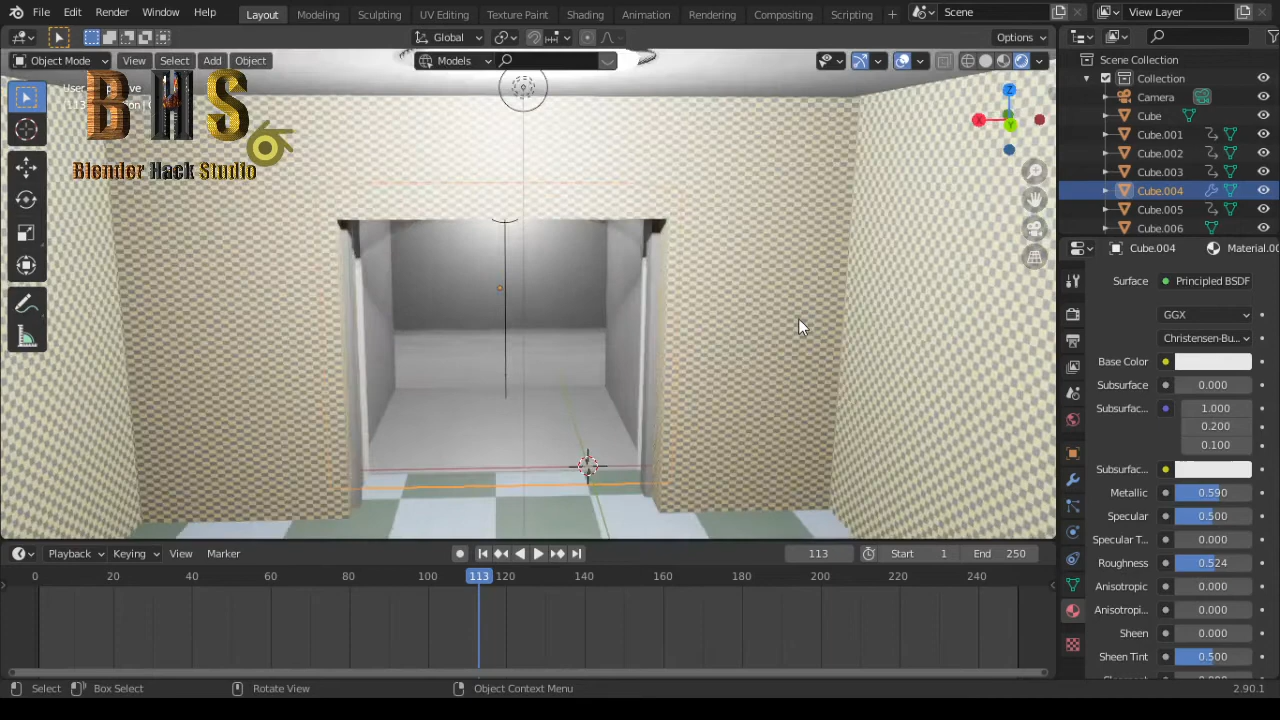 File Edit Render Window Help Layout Modeling Sculpting UV Editing Texture Paint Shading Animation Rendering Compositing Scripting + Scene View Layer
Global Options
Object Mode View Select Add Object Models
BHS
Blender Hack Studio
X Y Z
Scene Collection
Collection
Camera
Cube
Cube.001
Cube.002
Cube.003
Cube.004
Cube.005
Cube.006
Cube.004 Material.00
Surface Principled BSDF
GGX
Christensen-Bu...
Base Color
Subsurface 0.000
Subsurfac... 1.000
0.200
0.100
Subsurfac...
Metallic 0.590
Specular 0.500
Specular T... 0.000
Roughness 0.524
Anisotropic 0.000
Anisotropi... 0.000
Sheen 0.000
Sheen Tint 0.500
Playback Keying View Marker 113 Start 1 End 250
0 20 40 60 80 100 113 120 140 160 180 200 220 240
Select Box Select Rotate View Object Context Menu 2.90.1